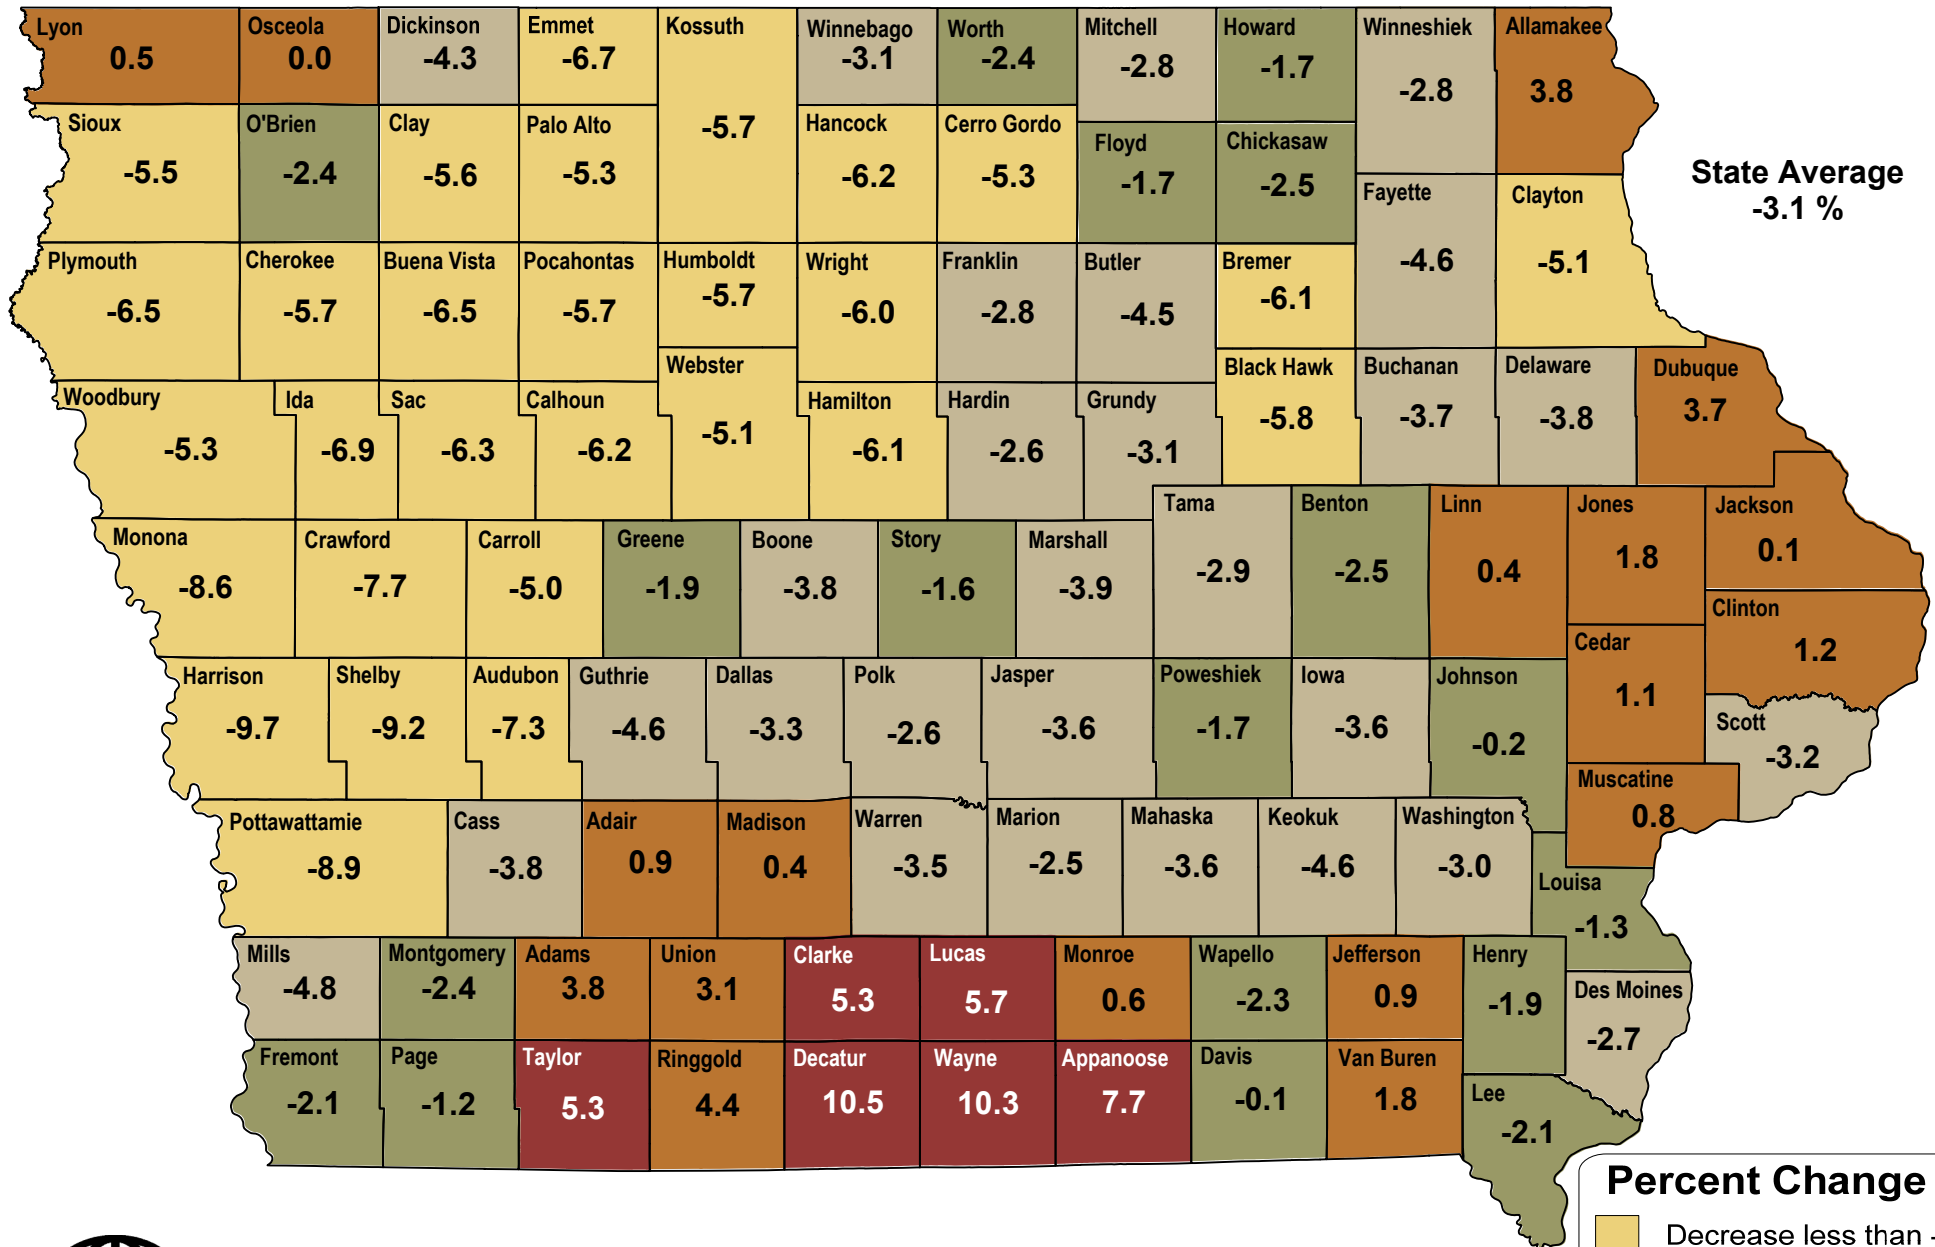 Lyon
0.5
Osceola
0.0
Dickinson
-4.3
Emmet
-6.7
Kossuth
-5.7
Winnebago
-3.1
Worth
-2.4
Mitchell
-2.8
Howard
-1.7
Winneshiek
-2.8
Allamakee
3.8
Sioux
-5.5
O'Brien
-2.4
Clay
-5.6
Palo Alto
-5.3
Hancock
-6.2
Cerro Gordo
-5.3
Floyd
-1.7
Chickasaw
-2.5
Fayette
-4.6
Clayton
-5.1
State Average
-3.1 %
Plymouth
-6.5
Cherokee
-5.7
Buena Vista
-6.5
Pocahontas
-5.7
Humboldt
-5.7
Wright
-6.0
Franklin
-2.8
Butler
-4.5
Bremer
-6.1
Webster
-5.1
Black Hawk
-5.8
Buchanan
-3.7
Delaware
-3.8
Dubuque
3.7
Woodbury
-5.3
Ida
-6.9
Sac
-6.3
Calhoun
-6.2
Hamilton
-6.1
Hardin
-2.6
Grundy
-3.1
Tama
-2.9
Benton
-2.5
Linn
0.4
Jones
1.8
Jackson
0.1
Monona
-8.6
Crawford
-7.7
Carroll
-5.0
Greene
-1.9
Boone
-3.8
Story
-1.6
Marshall
-3.9
Clinton
1.2
Cedar
1.1
Harrison
-9.7
Shelby
-9.2
Audubon
-7.3
Guthrie
-4.6
Dallas
-3.3
Polk
-2.6
Jasper
-3.6
Poweshiek
-1.7
Iowa
-3.6
Johnson
-0.2
Scott
-3.2
Muscatine
0.8
Pottawattamie
-8.9
Cass
-3.8
Adair
0.9
Madison
0.4
Warren
-3.5
Marion
-2.5
Mahaska
-3.6
Keokuk
-4.6
Washington
-3.0
Louisa
-1.3
Mills
-4.8
Montgomery
-2.4
Adams
3.8
Union
3.1
Clarke
5.3
Lucas
5.7
Monroe
0.6
Wapello
-2.3
Jefferson
0.9
Henry
-1.9
Des Moines
-2.7
Fremont
-2.1
Page
-1.2
Taylor
5.3
Ringgold
4.4
Decatur
10.5
Wayne
10.3
Appanoose
7.7
Davis
-0.1
Van Buren
1.8
Lee
-2.1
Percent Change
Decrease less than -